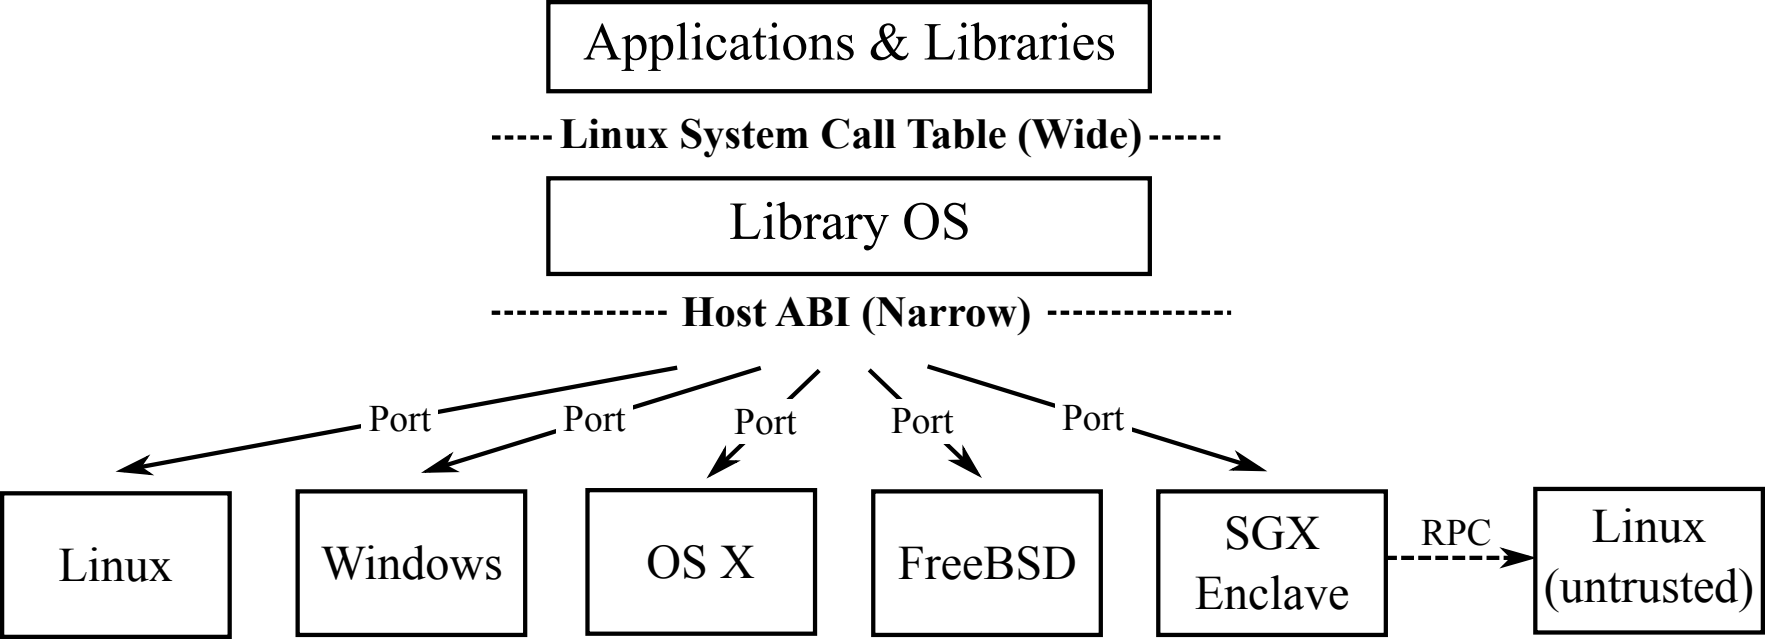 Applications & Libraries
Linux System Call Table (Wide)
Library OS
Host ABI (Narrow)
Port
Port
Port
Port
Port
Linux
Windows
OS X
FreeBSD
SGX
Enclave
RPC
Linux
(untrusted)